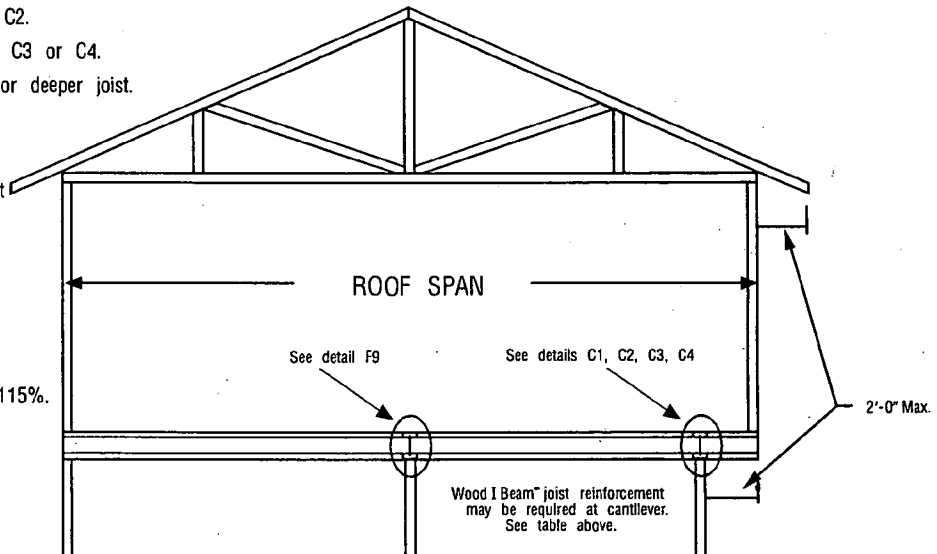 C2.
C3 or C4.
or deeper joist.
t
ROOF SPAN
See detail F9
See details C1, C2, C3, C4
115%.
2'-0" Max.
Wood I Beam™ joist reinforcement
may be required at cantilever.
See table above.